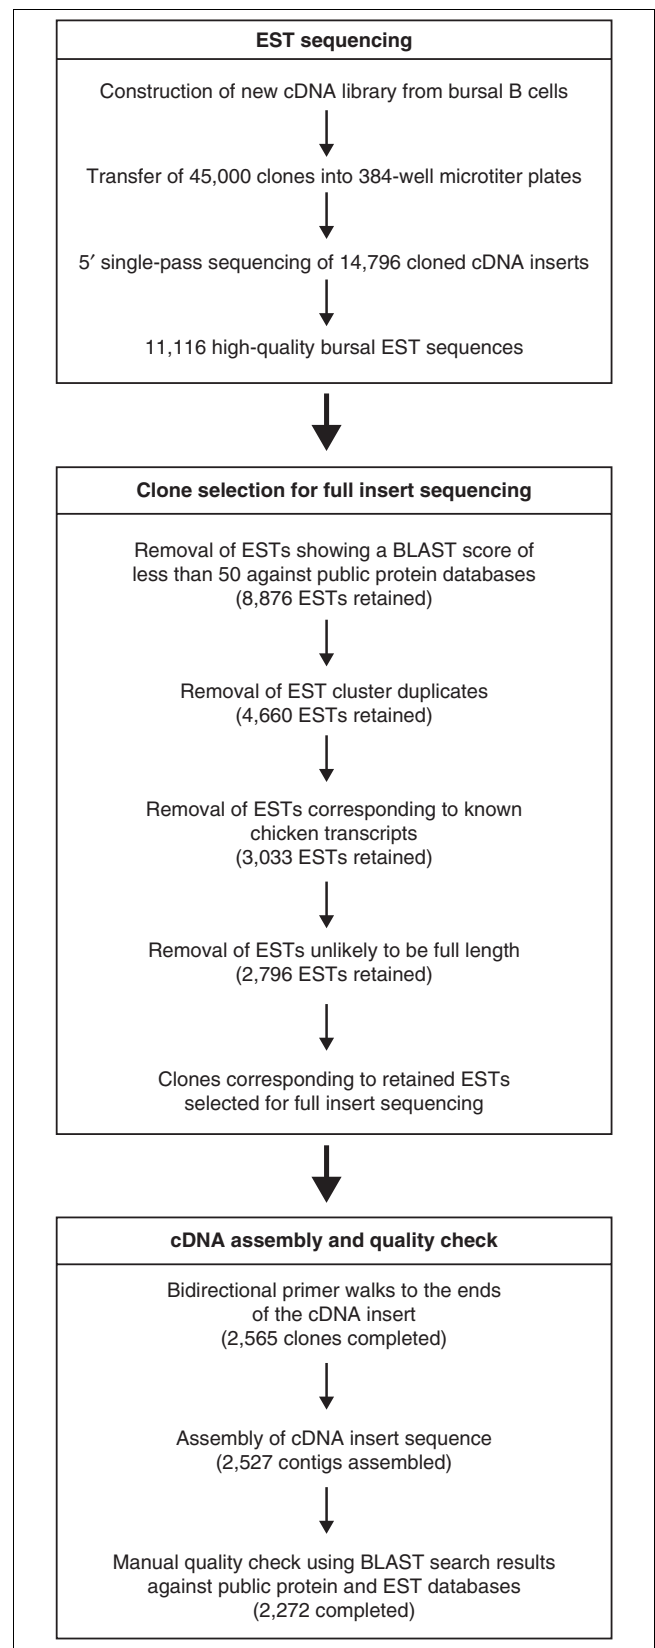 EST sequencing
Construction of new cDNA library from bursal B cells
Transfer of 45,000 clones into 384-well microtiter plates
5′ single-pass sequencing of 14,796 cloned cDNA inserts
11,116 high-quality bursal EST sequences
Clone selection for full insert sequencing
Removal of ESTs showing a BLAST score of
less than 50 against public protein databases
(8,876 ESTs retained)
Removal of EST cluster duplicates
(4,660 ESTs retained)
Removal of ESTs corresponding to known
chicken transcripts
(3,033 ESTs retained)
Removal of ESTs unlikely to be full length
(2,796 ESTs retained)
Clones corresponding to retained ESTs
selected for full insert sequencing
cDNA assembly and quality check
Bidirectional primer walks to the ends
of the cDNA insert
(2,565 clones completed)
Assembly of cDNA insert sequence
(2,527 contigs assembled)
Manual quality check using BLAST search results
against public protein and EST databases
(2,272 completed)